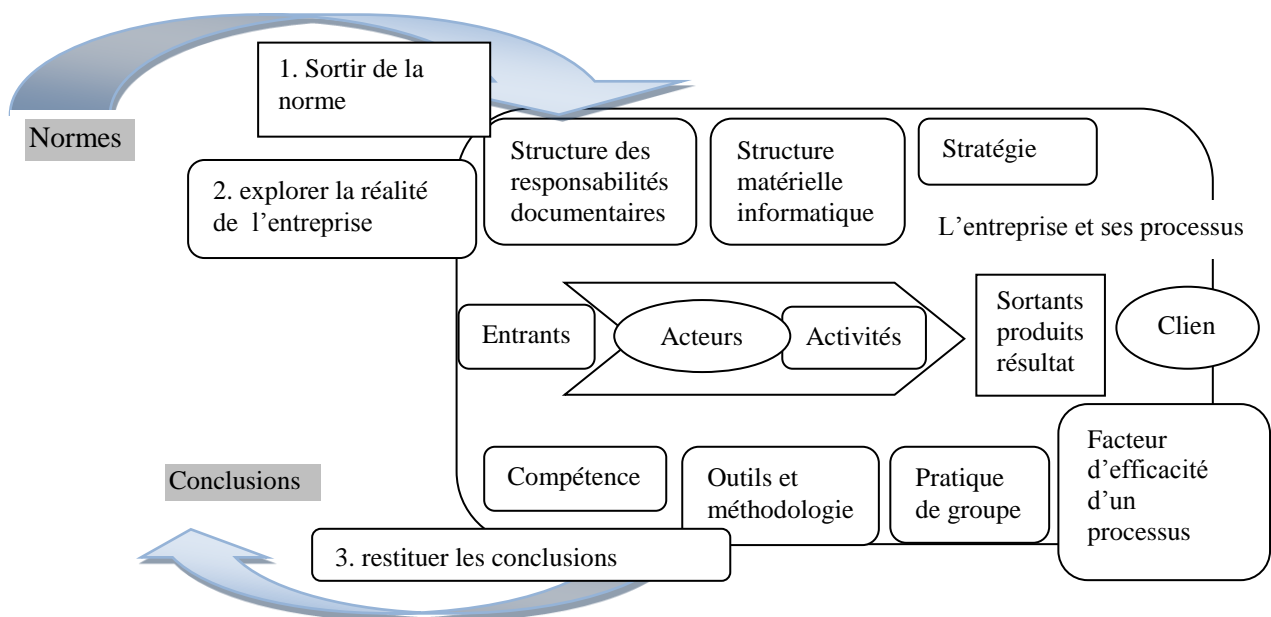 1. Sortir de la
norme
Normes
2. explorer la réalité
de l’entreprise
Structure des
responsabilités
documentaires
Structure
matérielle
informatique
Stratégie
L’entreprise et ses processus
Entrants
Acteurs
Activités
Sortants
produits
résultat
Clien
Facteur
d’efficacité
d’un
processus
Compétence
Outils et
méthodologie
Pratique
de groupe
Conclusions
3. restituer les conclusions